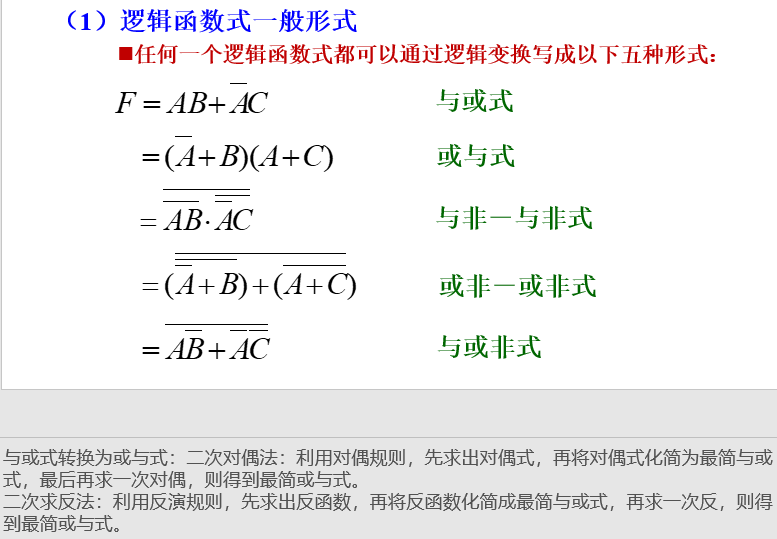 （1）逻辑函数式一般形式
■任何一个逻辑函数式都可以通过逻辑变换写成以下五种形式：
F = AB + A̅C 与或式
= (A̅ + B)(A + C) 或与式
= \overline{\overline{AB} · \overline{\overline{A}C}} 与非－与非式
= \overline{\overline{(\overline{A} + B)} + \overline{(A + C)}} 或非－或非式
= \overline{A\overline{B} + \overline{A}\,\overline{C}} 与或非式
与或式转换为或与式：二次对偶法：利用对偶规则，先求出对偶式，再将对偶式化简为最简与或
式，最后再求一次对偶，则得到最简或与式。
二次求反法：利用反演规则，先求出反函数，再将反函数化简成最简与或式，再求一次反，则得
到最简或与式。